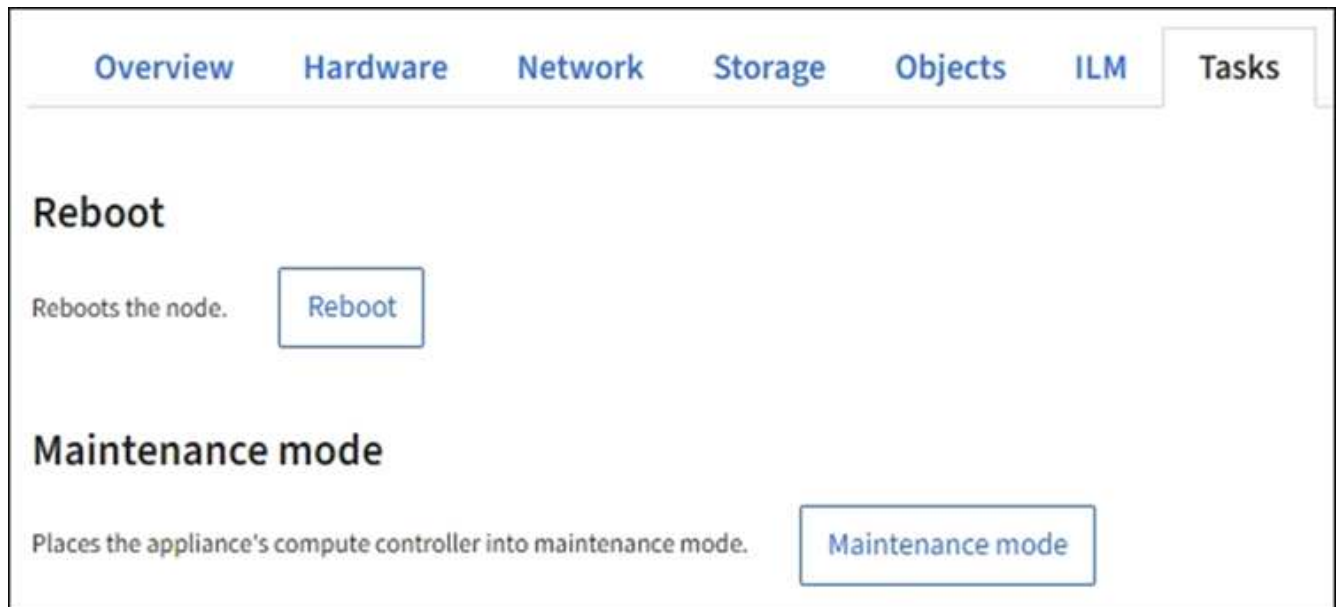 Overview Hardware Network Storage Objects ILM Tasks
Reboot
Reboots the node. Reboot
Maintenance mode
Places the appliance's compute controller into maintenance mode. Maintenance mode